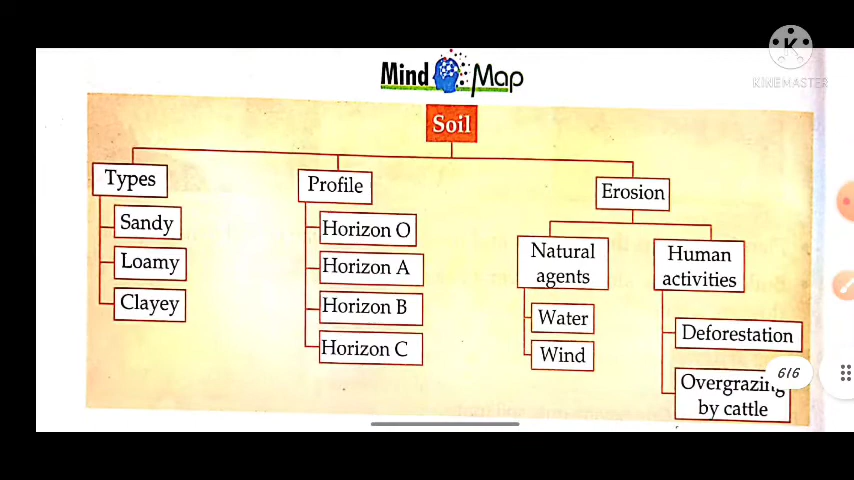 Mind Map
K
KINEMASTER
Soil
Types
Profile
Erosion
Sandy
Loamy
Clayey
Horizon O
Horizon A
Horizon B
Horizon C
Natural
agents
Human
activities
Water
Wind
Deforestation
Overgrazing
by cattle
6/6